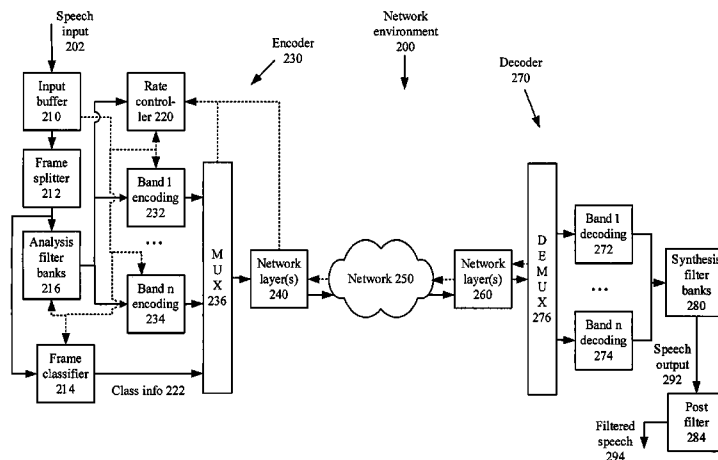 Speech
input
202
Encoder
230
Network
environment
200
Decoder
270
Input
buffer
210
Rate
control-
ler 220
Frame
splitter
212
Band 1
encoding
232
...
Analysis
filter
banks
216
Band n
encoding
234
Frame
classifier
214
Class info 222
M
U
X
236
Network
layer(s)
240
Network 250
Network
layer(s)
260
D
E
M
U
X
276
Band 1
decoding
272
...
Band n
decoding
274
Synthesis
filter
banks
280
Speech
output
292
Post
filter
284
Filtered
speech
294